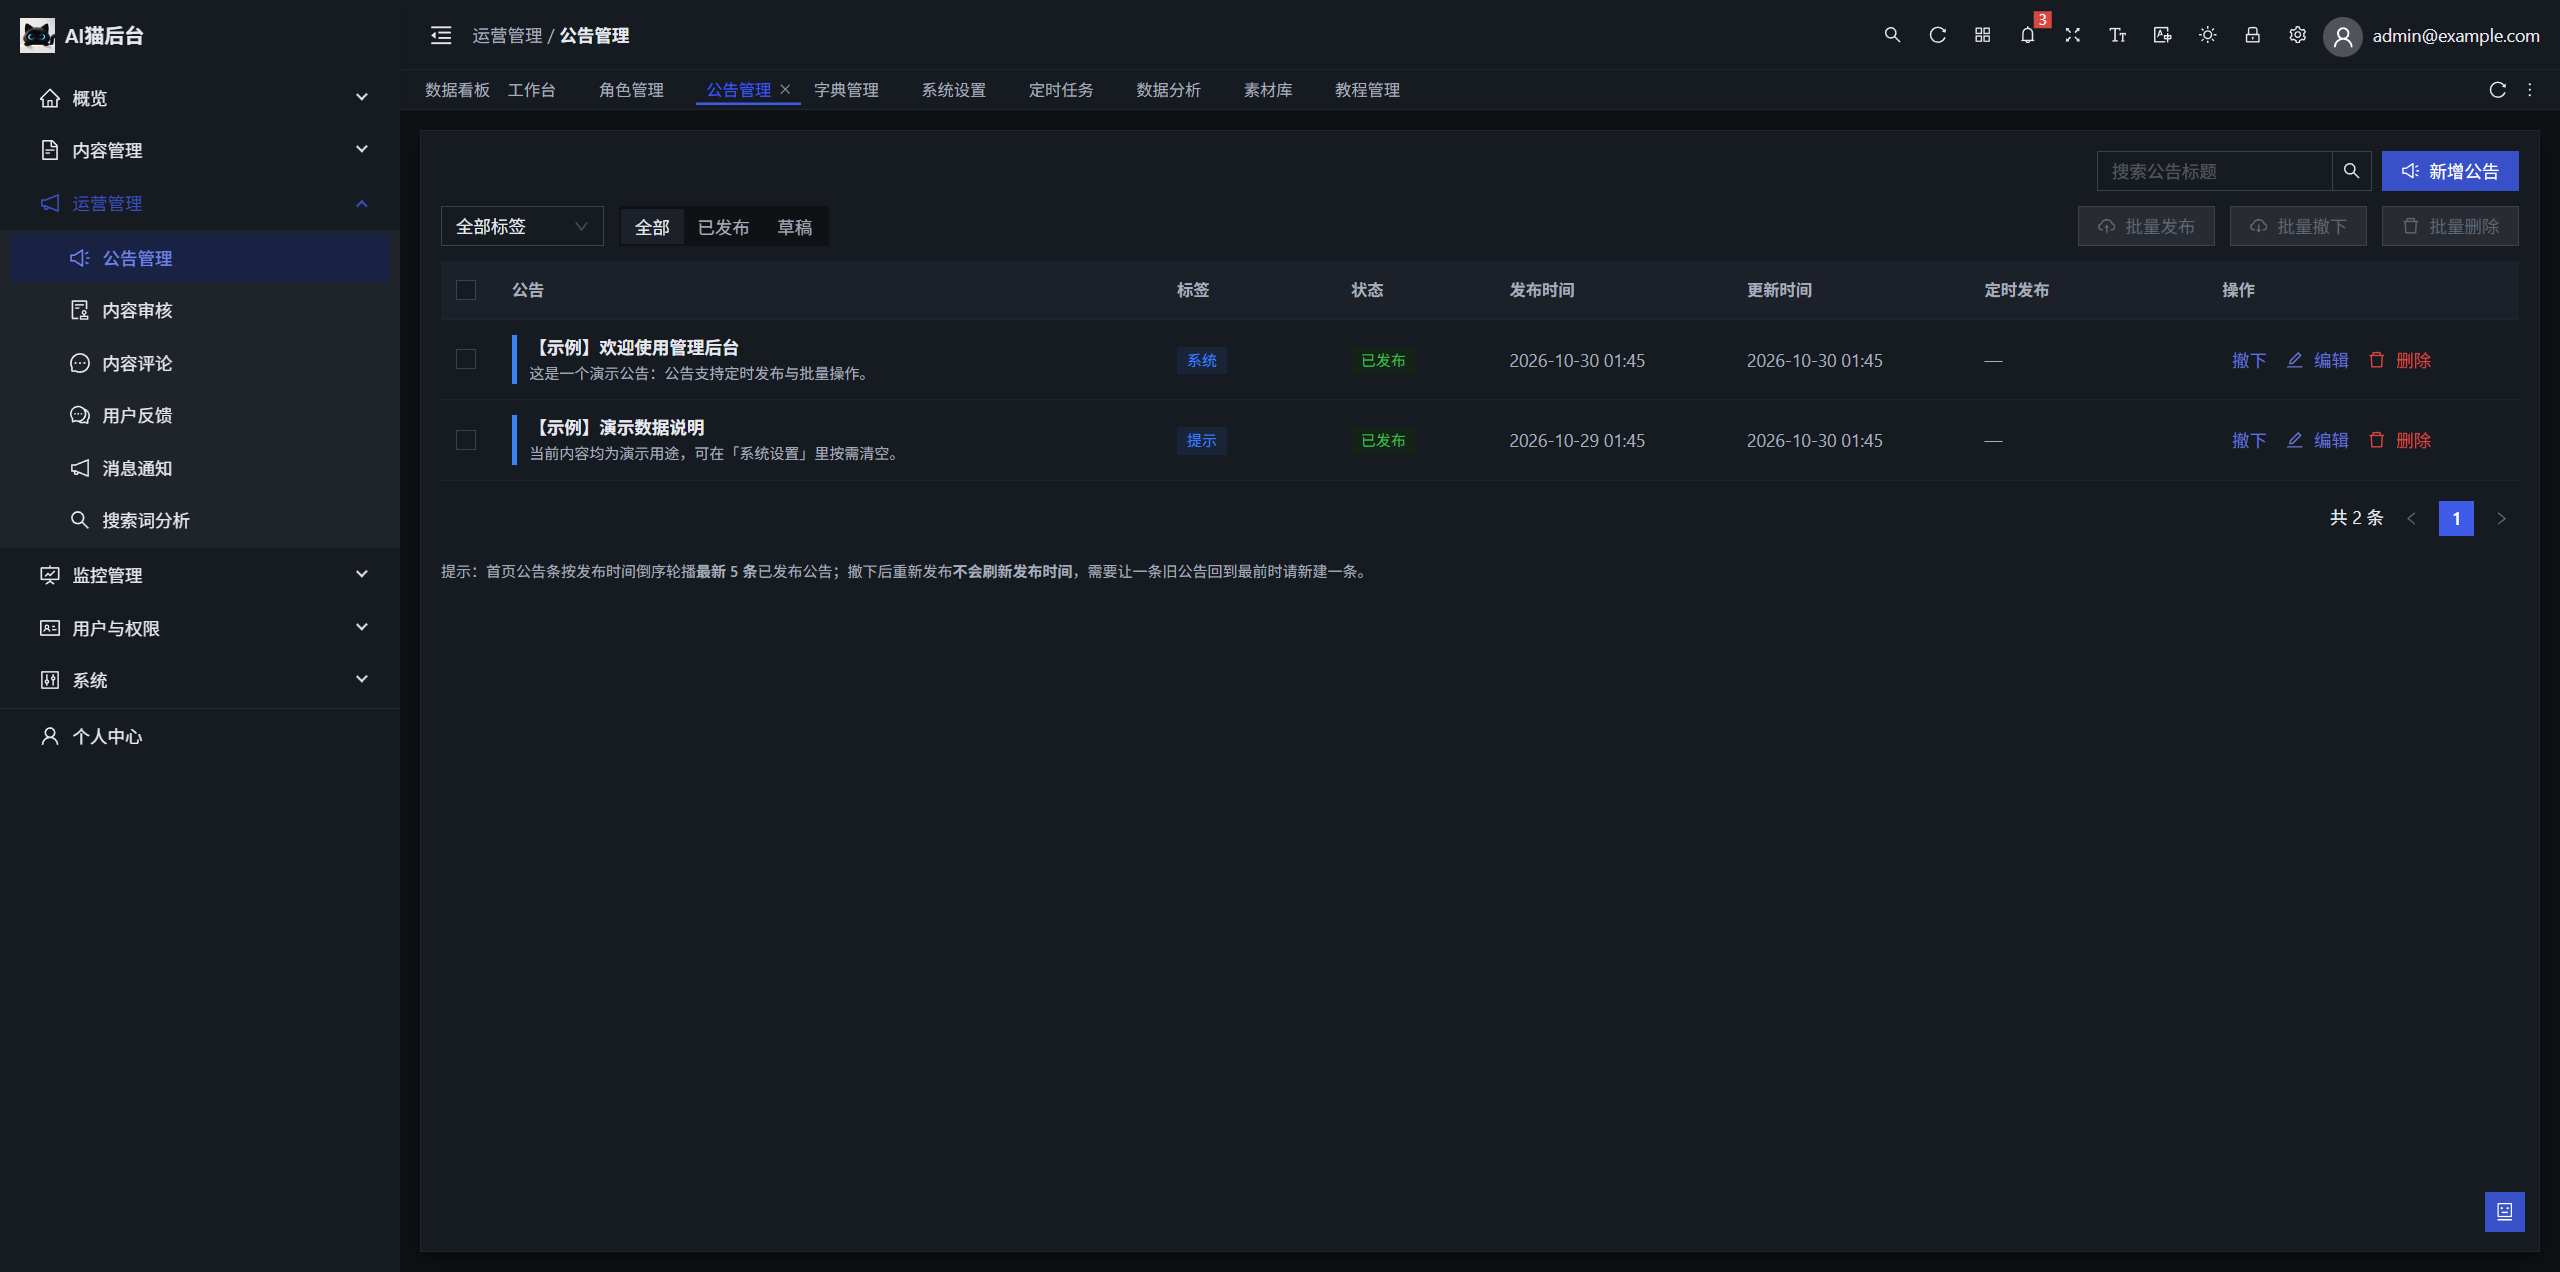 AI猫后台
运营管理 / 公告管理
3
admin@example.com
数据看板 工作台 角色管理 公告管理 字典管理 系统设置 定时任务 数据分析 素材库 教程管理
概览
内容管理
运营管理
公告管理
内容审核
内容评论
用户反馈
消息通知
搜索词分析
监控管理
用户与权限
系统
个人中心
搜索公告标题 新增公告
全部标签 全部 已发布 草稿 批量发布 批量撤下 批量删除
公告 标签 状态 发布时间 更新时间 定时发布 操作
【示例】欢迎使用管理后台
这是一个演示公告：公告支持定时发布与批量操作。
系统 已发布 2026-10-30 01:45 2026-10-30 01:45 — 撤下 编辑 删除
【示例】演示数据说明
当前内容均为演示用途，可在「系统设置」里按需清空。
提示 已发布 2026-10-29 01:45 2026-10-30 01:45 — 撤下 编辑 删除
共 2 条 1
提示：首页公告条按发布时间倒序轮播最新 5 条已发布公告；撤下后重新发布不会刷新发布时间，需要让一条旧公告回到最前时请新建一条。